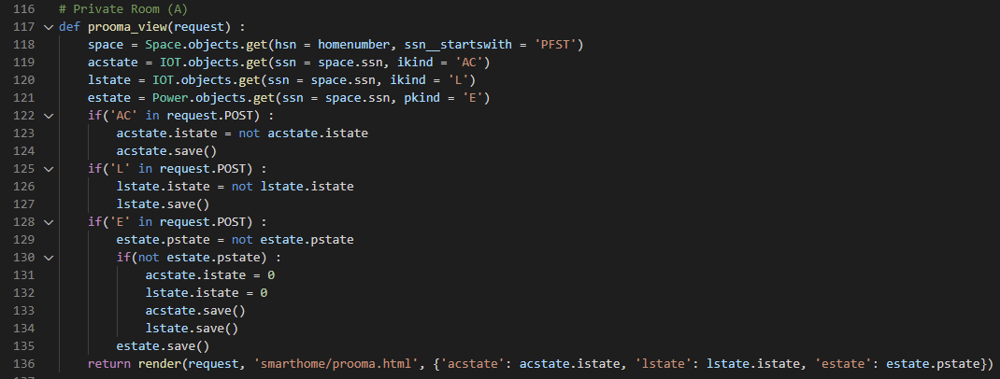 116 # Private Room (A)
117 def prooma_view(request) :
118     space = Space.objects.get(hsn = homenumber, ssn__startswith = 'PFST')
119     acstate = IOT.objects.get(ssn = space.ssn, ikind = 'AC')
120     lstate = IOT.objects.get(ssn = space.ssn, ikind = 'L')
121     estate = Power.objects.get(ssn = space.ssn, pkind = 'E')
122     if('AC' in request.POST) :
123         acstate.istate = not acstate.istate
124         acstate.save()
125     if('L' in request.POST) :
126         lstate.istate = not lstate.istate
127         lstate.save()
128     if('E' in request.POST) :
129         estate.pstate = not estate.pstate
130         if(not estate.pstate) :
131             acstate.istate = 0
132             lstate.istate = 0
133             acstate.save()
134             lstate.save()
135         estate.save()
136     return render(request, 'smarthome/prooma.html', {'acstate': acstate.istate, 'lstate': lstate.istate, 'estate': estate.pstate})